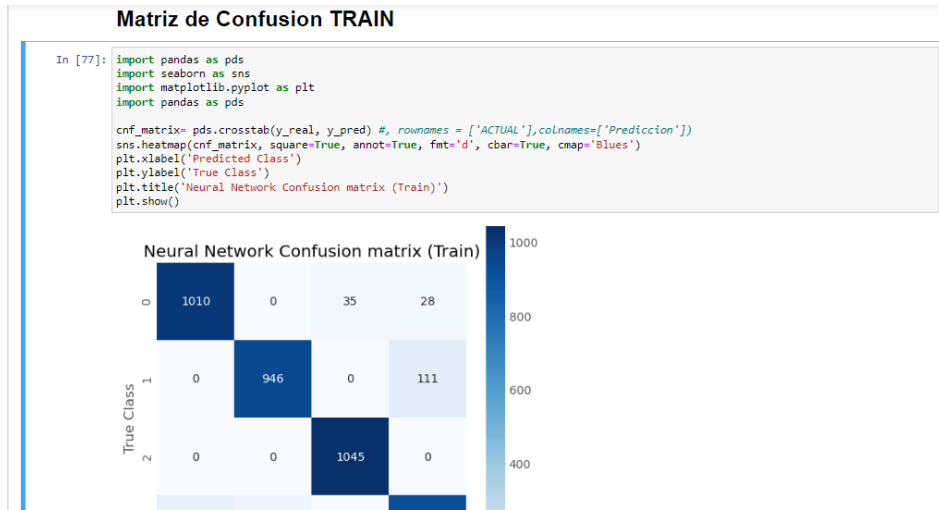 Matriz de Confusion TRAIN
In [77]: import pandas as pds
import seaborn as sns
import matplotlib.pyplot as plt
import pandas as pds
cnf_matrix= pds.crosstab(y_real, y_pred) #, rownames = ['ACTUAL'],colnames=['Prediccion'])
sns.heatmap(cnf_matrix, square=True, annot=True, fmt='d', cbar=True, cmap='Blues')
plt.xlabel('Predicted Class')
plt.ylabel('True Class')
plt.title('Neural Network Confusion matrix (Train)')
plt.show()
Neural Network Confusion matrix (Train)
1000
0 1010 0 35 28
800
1 0 946 0 111
600
True Class
2 0 0 1045 0
400